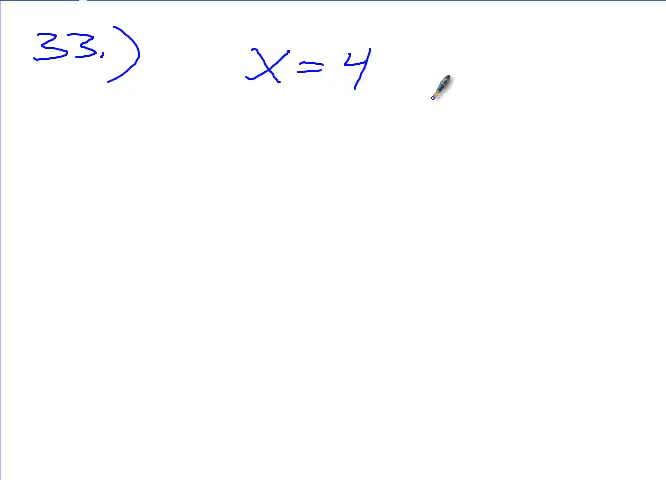 33.) x = 4